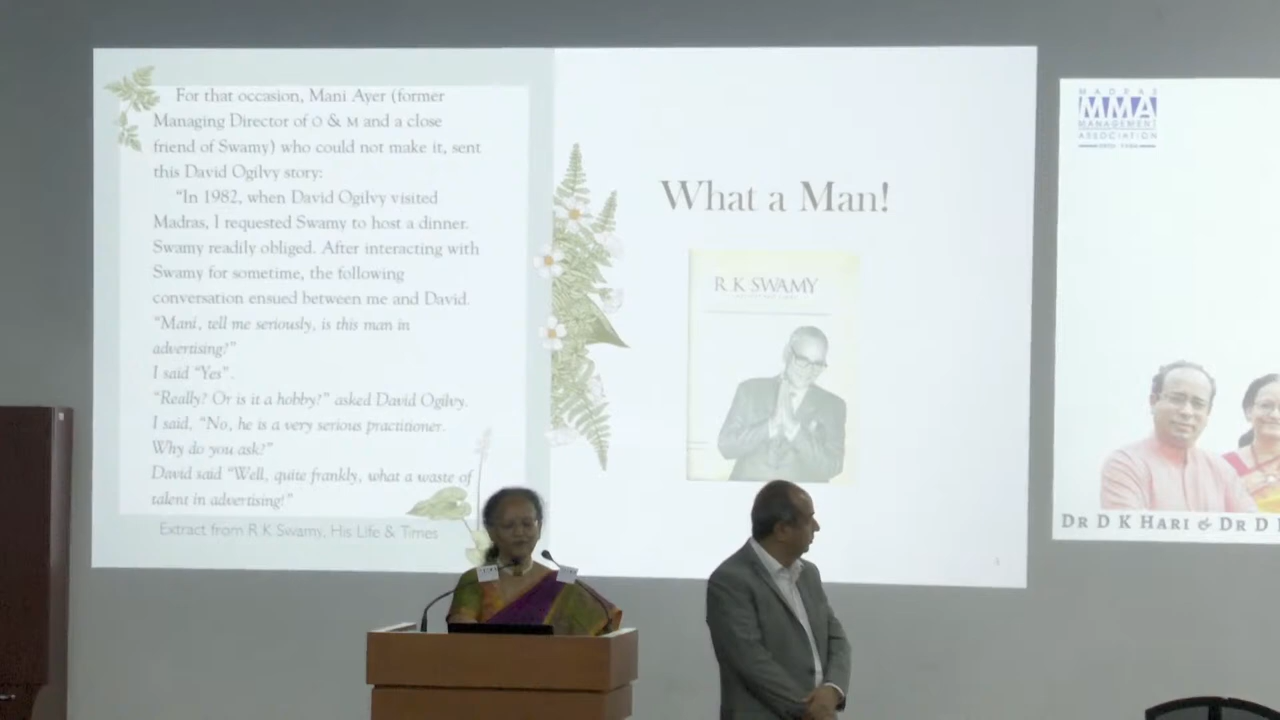 For that occasion, Mani Ayer (former
Managing Director of O & M and a close
friend of Swamy) who could not make it, sent
this David Ogilvy story:
“In 1982, when David Ogilvy visited
Madras, I requested Swamy to host a dinner.
Swamy readily obliged. After interacting with
Swamy for sometime, the following
conversation ensued between me and David.
“Mani, tell me seriously, is this man in
advertising?”
I said “Yes”.
“Really? Or is it a hobby?” asked David Ogilvy.
I said, “No, he is a very serious practitioner.
Why do you ask?”
David said “Well, quite frankly, what a waste of
talent in advertising!”
Extract from R K Swamy, His Life & Times
What a Man!
R K SWAMY
MADRAS
MMA
MANAGEMENT
ASSOCIATION
DR D K HARI & DR D